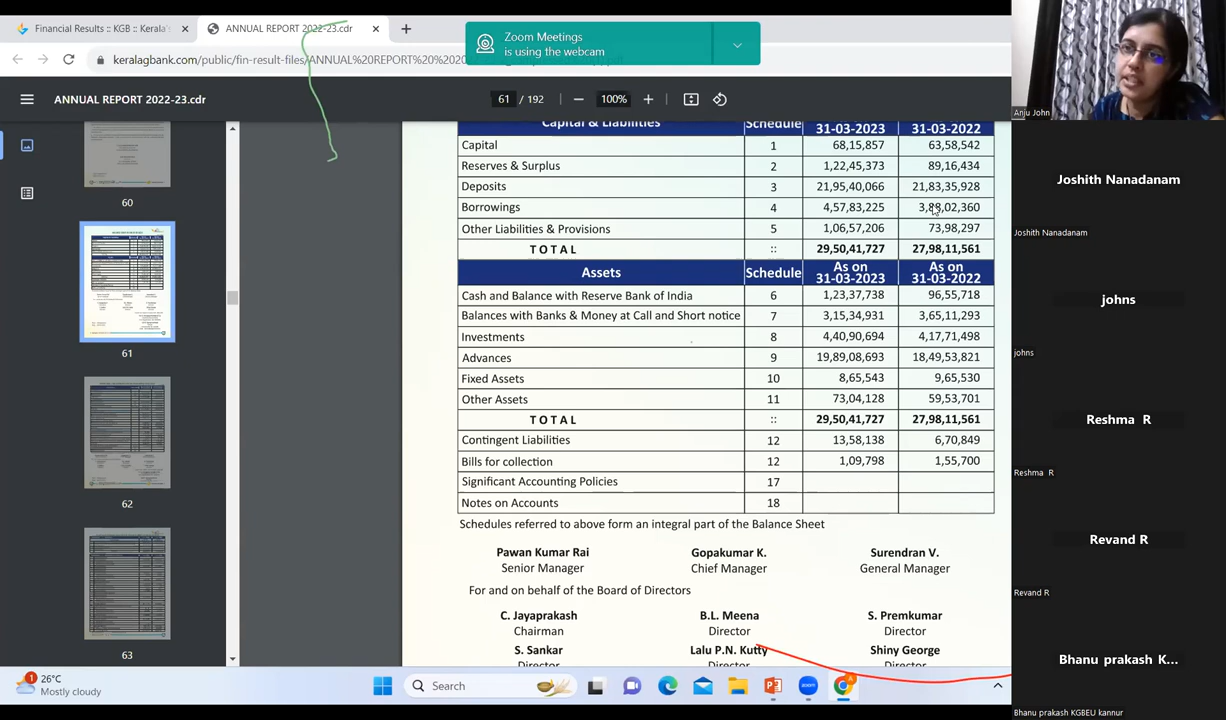 Financial Results :: KGB :: Kerala's
ANNUAL REPORT 2022-23.cdr
Zoom Meetings
is using the webcam
keralagbank.com/public/fin-result-files/ANNUAL%20REPORT%20%202
ANNUAL REPORT 2022-23.cdr
61 / 192
100%
Capital & Liabilities Schedule 31-03-2023 31-03-2022
Capital 1 68,15,857 63,58,542
Reserves & Surplus 2 1,22,45,373 89,16,434
Deposits 3 21,95,40,066 21,83,35,928
Borrowings 4 4,57,83,225 3,88,02,360
Other Liabilities & Provisions 5 1,06,57,206 73,98,297
TOTAL :: 29,50,41,727 27,98,11,561
Assets Schedule As on 31-03-2023 As on 31-03-2022
Cash and Balance with Reserve Bank of India 6 1,23,37,738 96,55,718
Balances with Banks & Money at Call and Short notice 7 3,15,34,931 3,65,11,293
Investments 8 4,40,90,694 4,17,71,498
Advances 9 19,89,08,693 18,49,53,821
Fixed Assets 10 8,65,543 9,65,530
Other Assets 11 73,04,128 59,53,701
TOTAL :: 29,50,41,727 27,98,11,561
Contingent Liabilities 12 13,58,138 6,70,849
Bills for collection 12 1,09,798 1,55,700
Significant Accounting Policies 17
Notes on Accounts 18
Schedules referred to above form an integral part of the Balance Sheet
Pawan Kumar Rai Gopakumar K. Surendran V.
Senior Manager Chief Manager General Manager
For and on behalf of the Board of Directors
C. Jayaprakash B.L. Meena S. Premkumar
Chairman Director Director
S. Sankar Lalu P.N. Kutty Shiny George
Director Director Director
60
61
62
63
Anju John
Joshith Nanadanam
Joshith Nanadanam
johns
johns
Reshma R
Reshma R
Revand R
Revand R
Bhanu prakash K...
Bhanu prakash KGBEU kannur
1
26°C
Mostly cloudy
Search